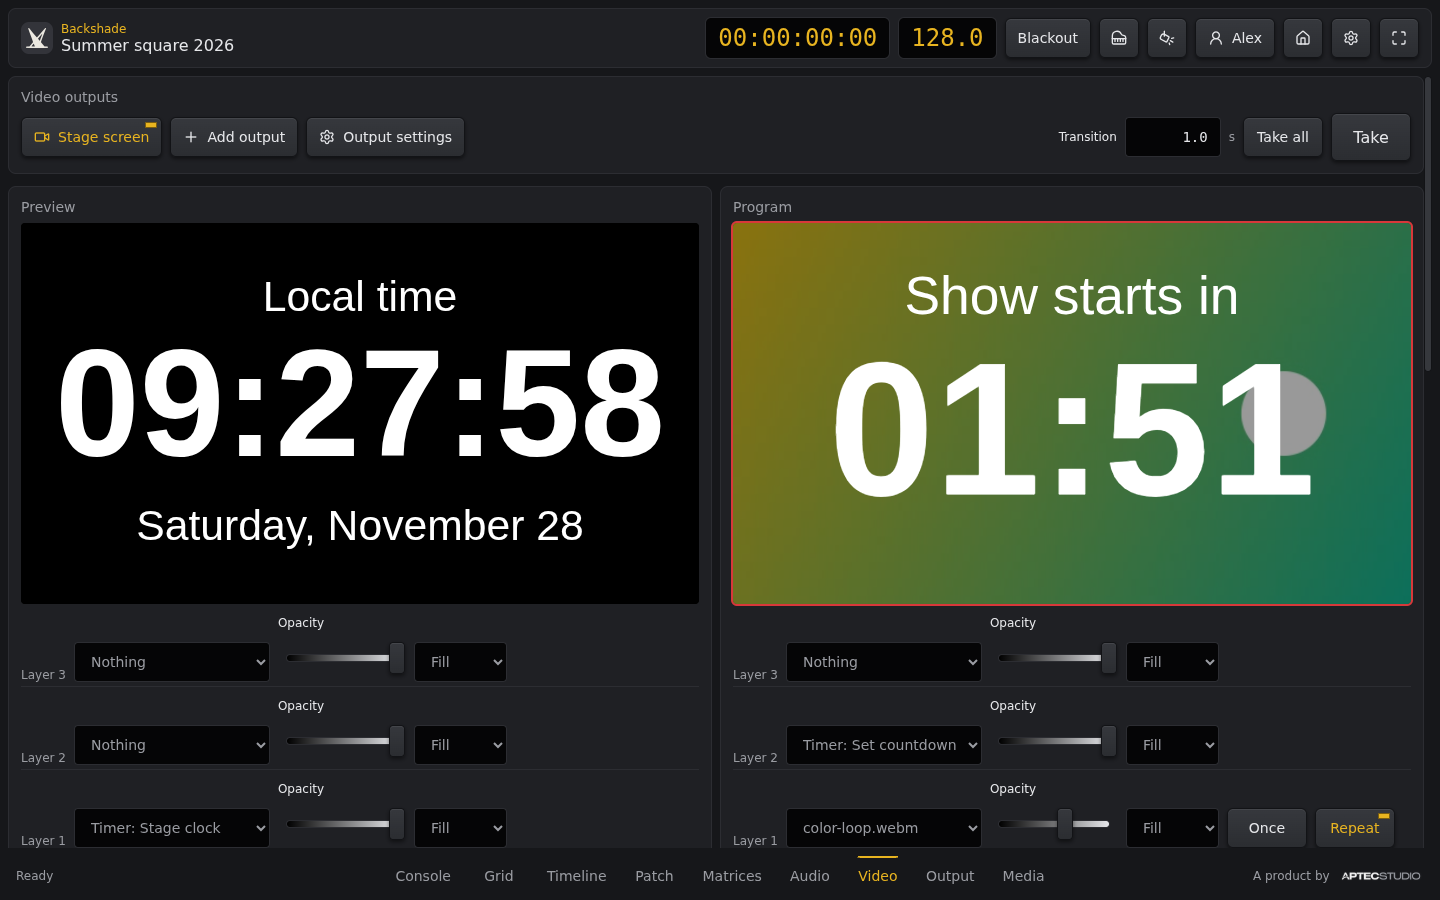 Backshade
Summer square 2026
00:00:00:00
128.0
Blackout
Alex
Video outputs
Stage screen
Add output
Output settings
Transition
1.0
s
Take all
Take
Preview
Local time
09:27:58
Saturday, November 28
Opacity
Layer 3
Nothing
Fill
Opacity
Layer 2
Nothing
Fill
Opacity
Layer 1
Timer: Stage clock
Fill
Program
Show starts in
01:51
Opacity
Layer 3
Nothing
Fill
Opacity
Layer 2
Timer: Set countdown
Fill
Opacity
Layer 1
color-loop.webm
Fill
Once
Repeat
Ready
Console
Grid
Timeline
Patch
Matrices
Audio
Video
Output
Media
A product by
APTECSTUDIO